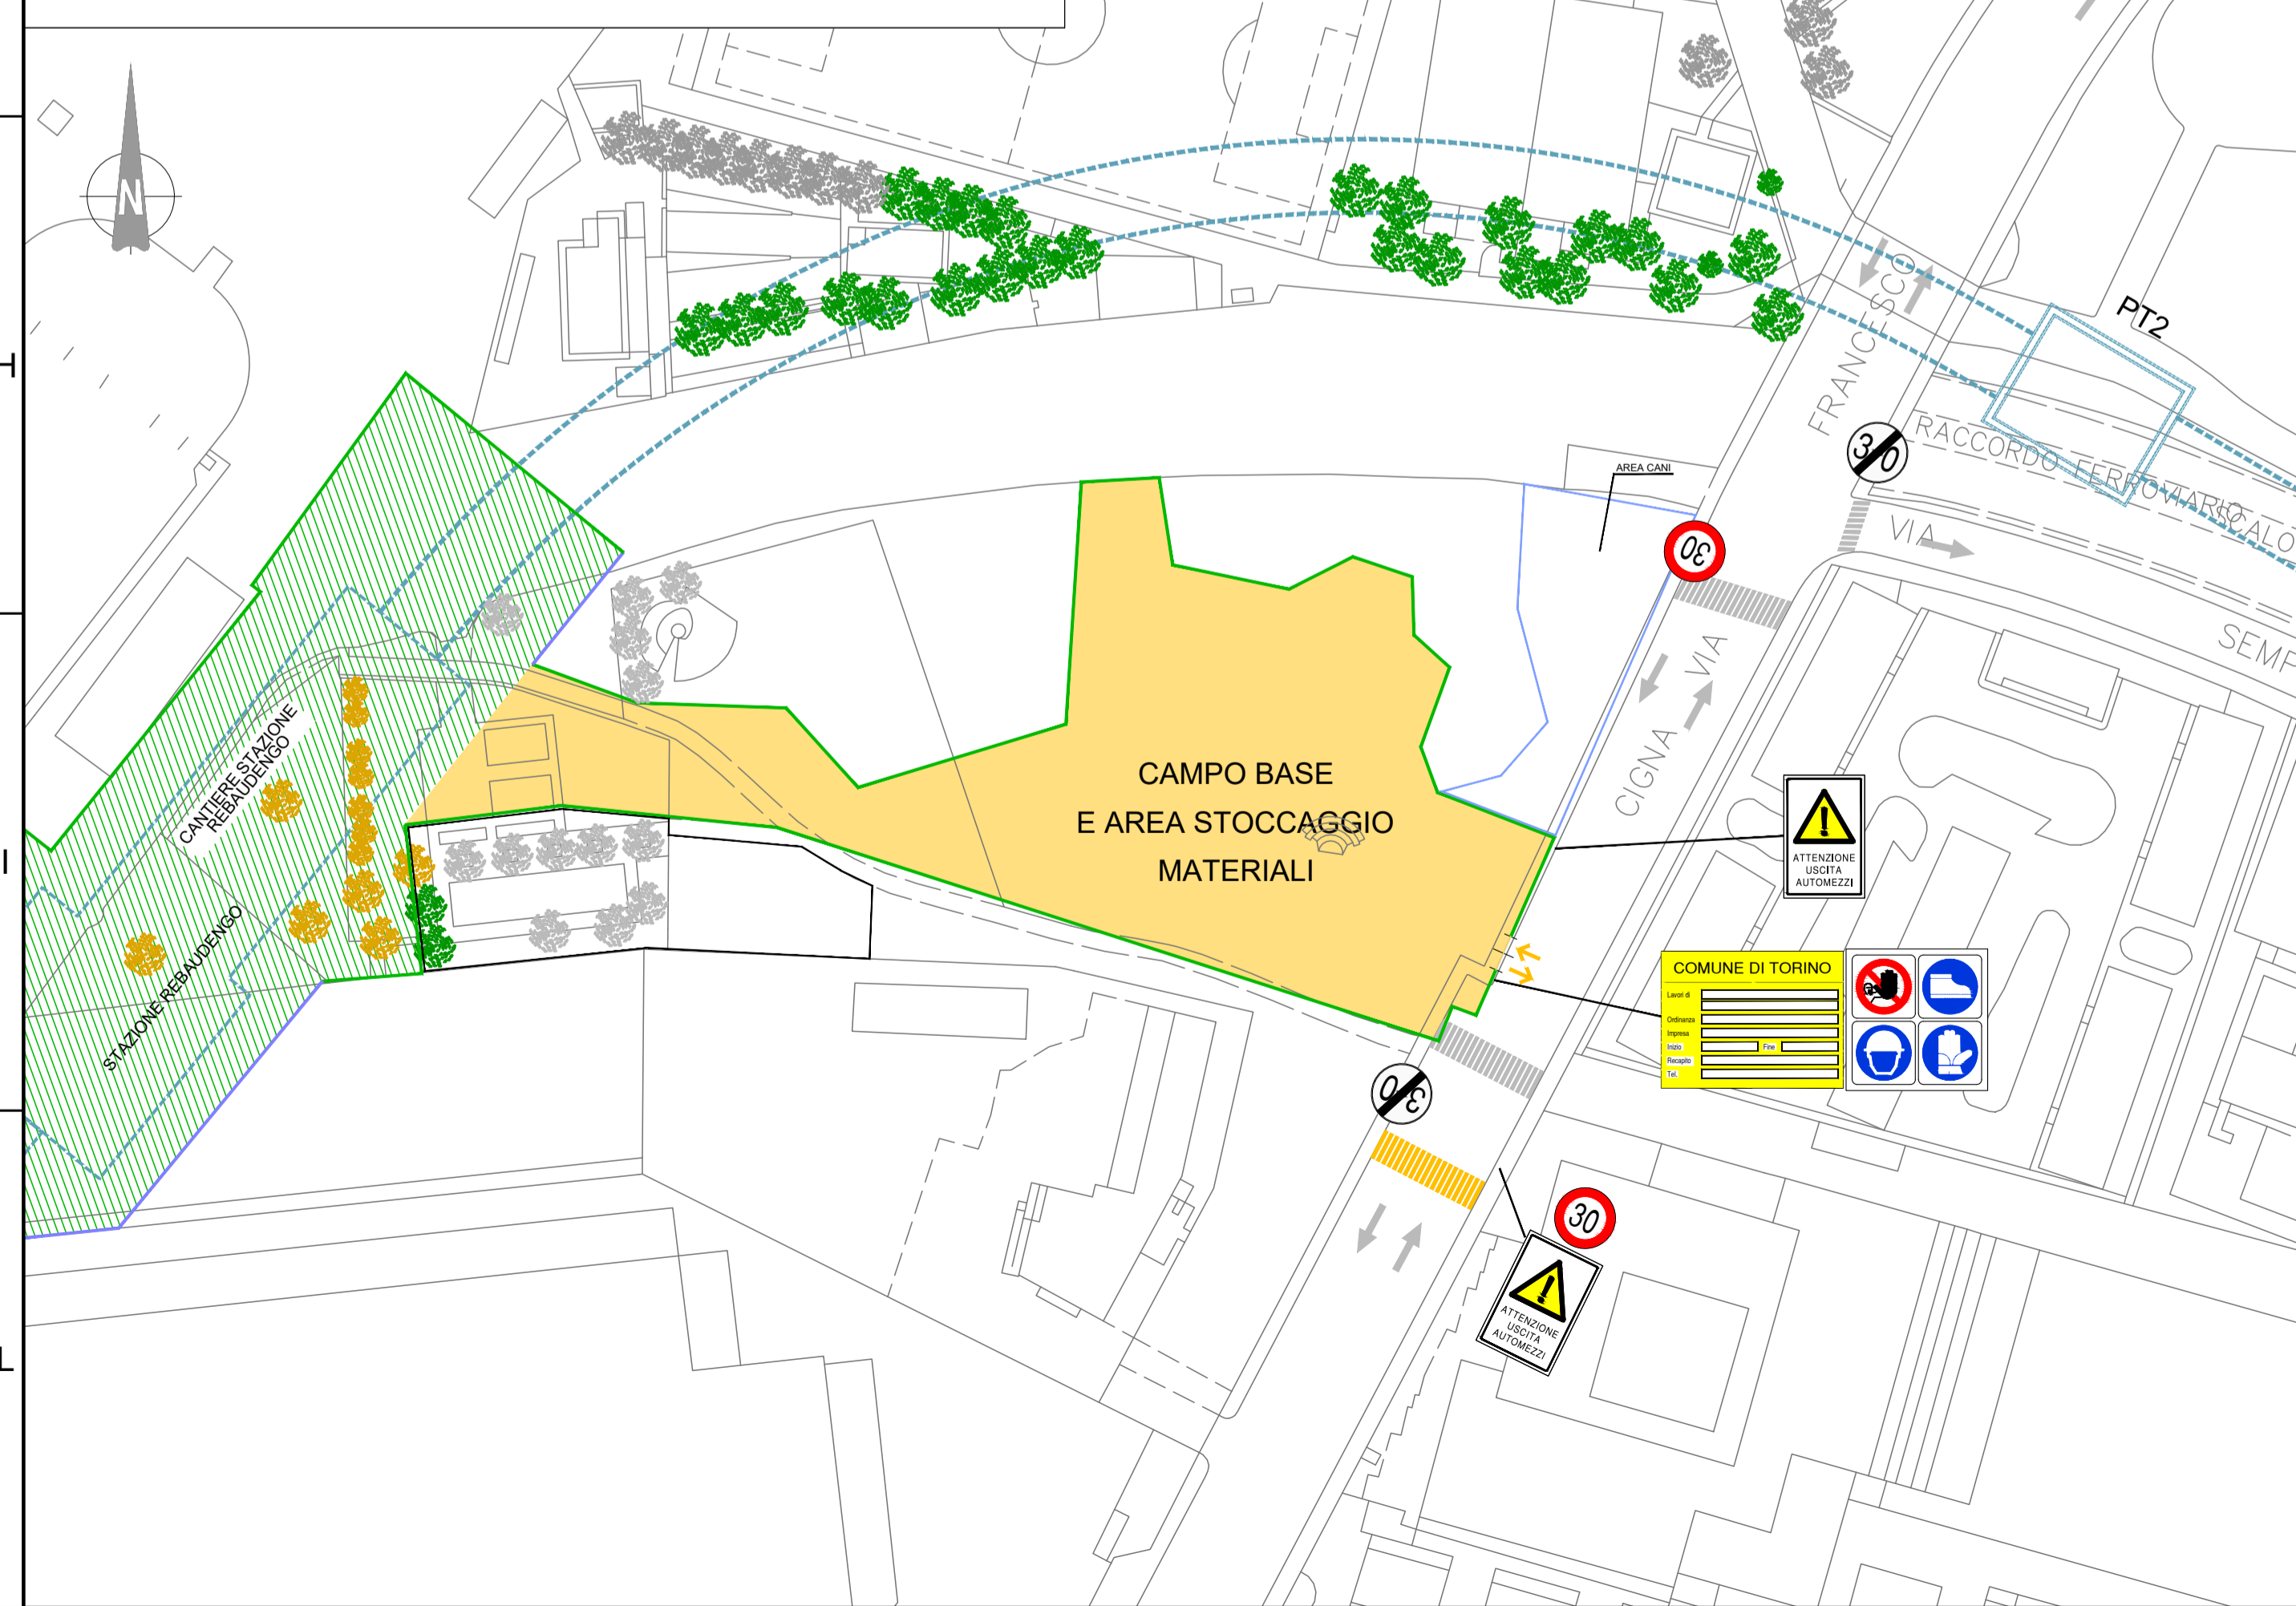 N
H
I
L
PT2
FRANCESCO
30
RACCORDO FERROVIARIO
VIA
AREA CANI
30
VIA
CIGNA
CANTIERE STAZIONE
REBAUDENGO
STAZIONE REBAUDENGO
CAMPO BASE
E AREA STOCCAGGIO
MATERIALI
ATTENZIONE
USCITA
AUTOMEZZI
COMUNE DI TORINO
Lavori di
Ordinanza
Impresa
Inizio
Fine
Recapito
Tel.
30
30
ATTENZIONE
USCITA
AUTOMEZZI